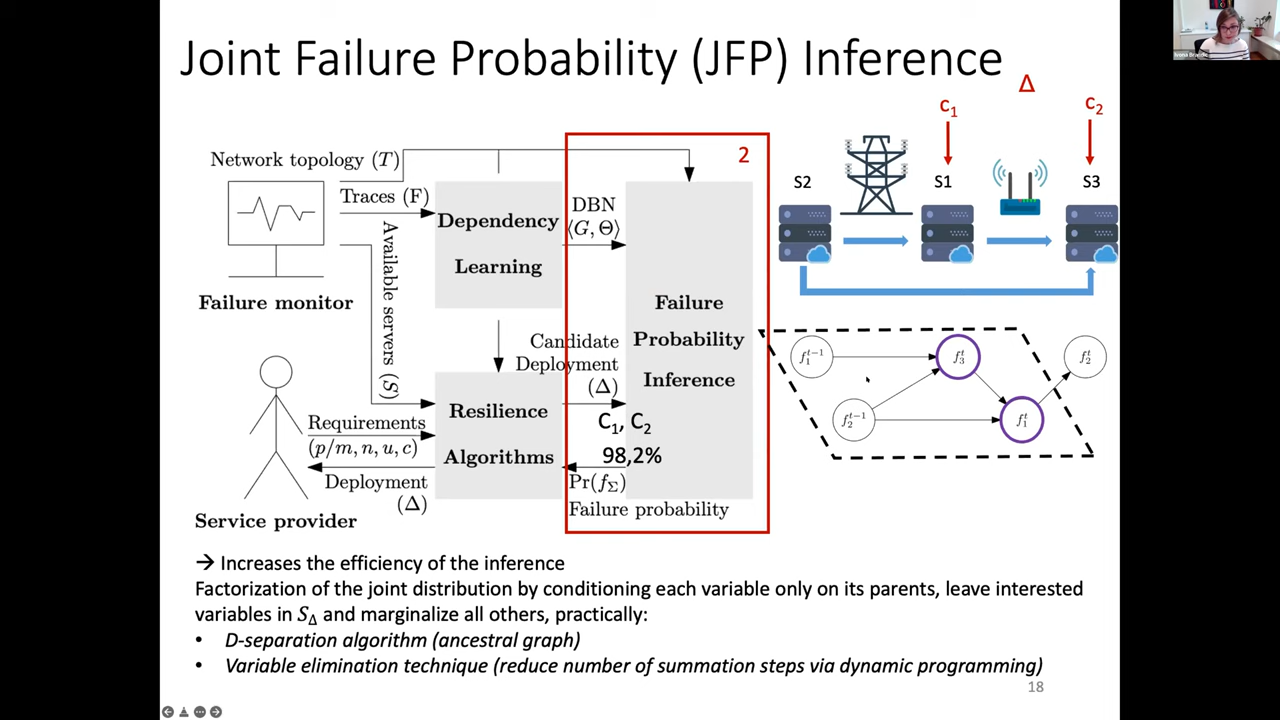 Joint Failure Probability (JFP) Inference
Δ
c1
c2
2
Network topology (T)
Traces (F)
Available servers (S)
Dependency
Learning
DBN
⟨G, Θ⟩
Failure monitor
Candidate
Deployment
(Δ)
Failure
Probability
Inference
Requirements
(p/m, n, u, c)
Resilience
Algorithms
C1, C2
98,2%
Pr(fΣ)
Failure probability
Deployment
(Δ)
Service provider
S2
S1
S3
f1^t−1
f3^t
f2^t
f2^t−1
f1^t
→ Increases the efficiency of the inference
Factorization of the joint distribution by conditioning each variable only on its parents, leave interested
variables in SΔ and marginalize all others, practically:
• D-separation algorithm (ancestral graph)
• Variable elimination technique (reduce number of summation steps via dynamic programming)
18